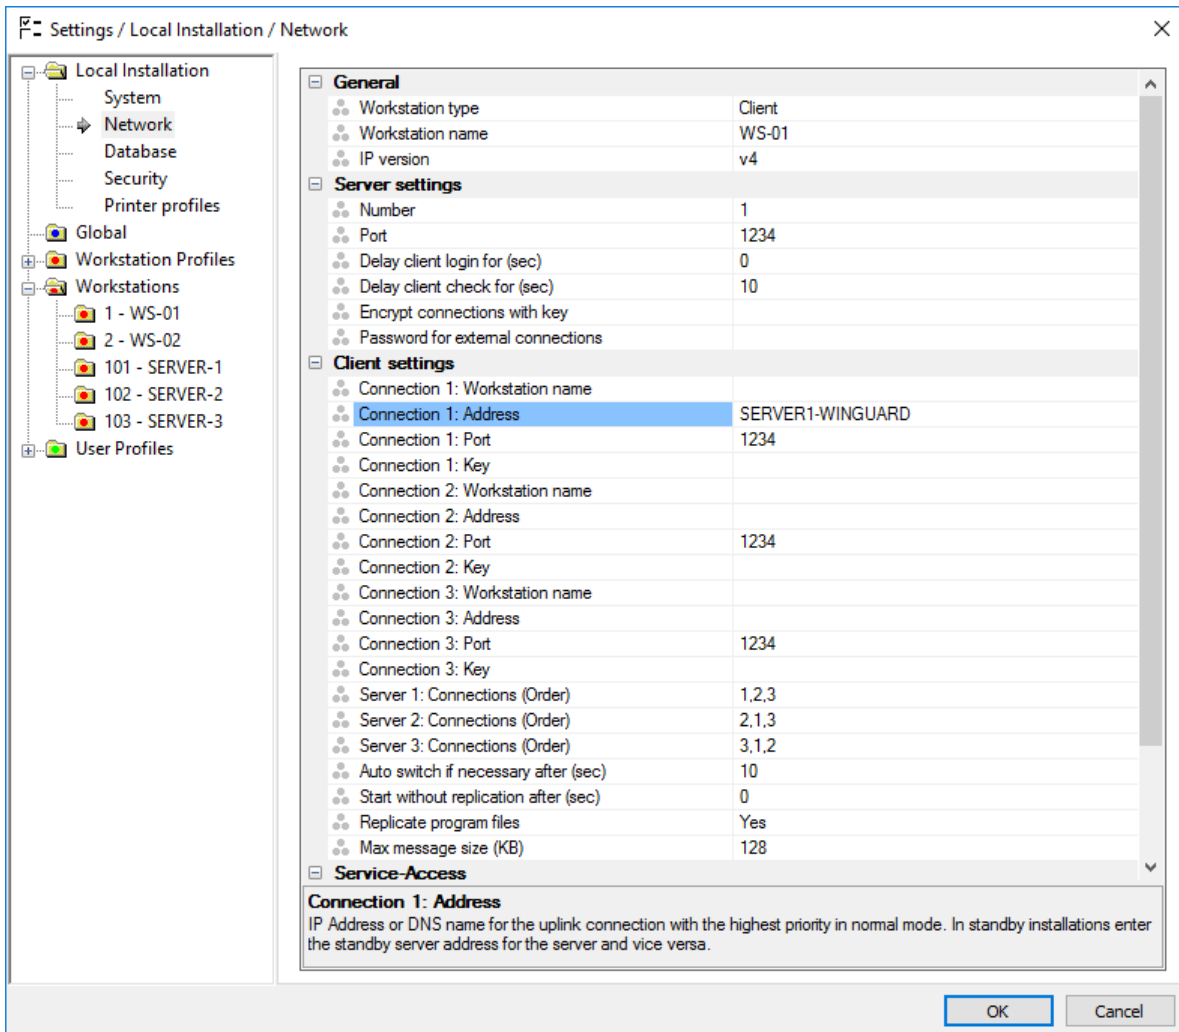 Settings / Local Installation / Network
Local Installation
System
Network
Database
Security
Printer profiles
Global
Workstation Profiles
Workstations
1 - WS-01
2 - WS-02
101 - SERVER-1
102 - SERVER-2
103 - SERVER-3
User Profiles
General
Workstation type Client
Workstation name WS-01
IP version v4
Server settings
Number 1
Port 1234
Delay client login for (sec) 0
Delay client check for (sec) 10
Encrypt connections with key
Password for external connections
Client settings
Connection 1: Workstation name
Connection 1: Address SERVER1-WINGUARD
Connection 1: Port 1234
Connection 1: Key
Connection 2: Workstation name
Connection 2: Address
Connection 2: Port 1234
Connection 2: Key
Connection 3: Workstation name
Connection 3: Address
Connection 3: Port 1234
Connection 3: Key
Server 1: Connections (Order) 1,2,3
Server 2: Connections (Order) 2,1,3
Server 3: Connections (Order) 3,1,2
Auto switch if necessary after (sec) 10
Start without replication after (sec) 0
Replicate program files Yes
Max message size (KB) 128
Service-Access
Connection 1: Address
IP Address or DNS name for the uplink connection with the highest priority in normal mode. In standby installations enter
the standby server address for the server and vice versa.
OK Cancel